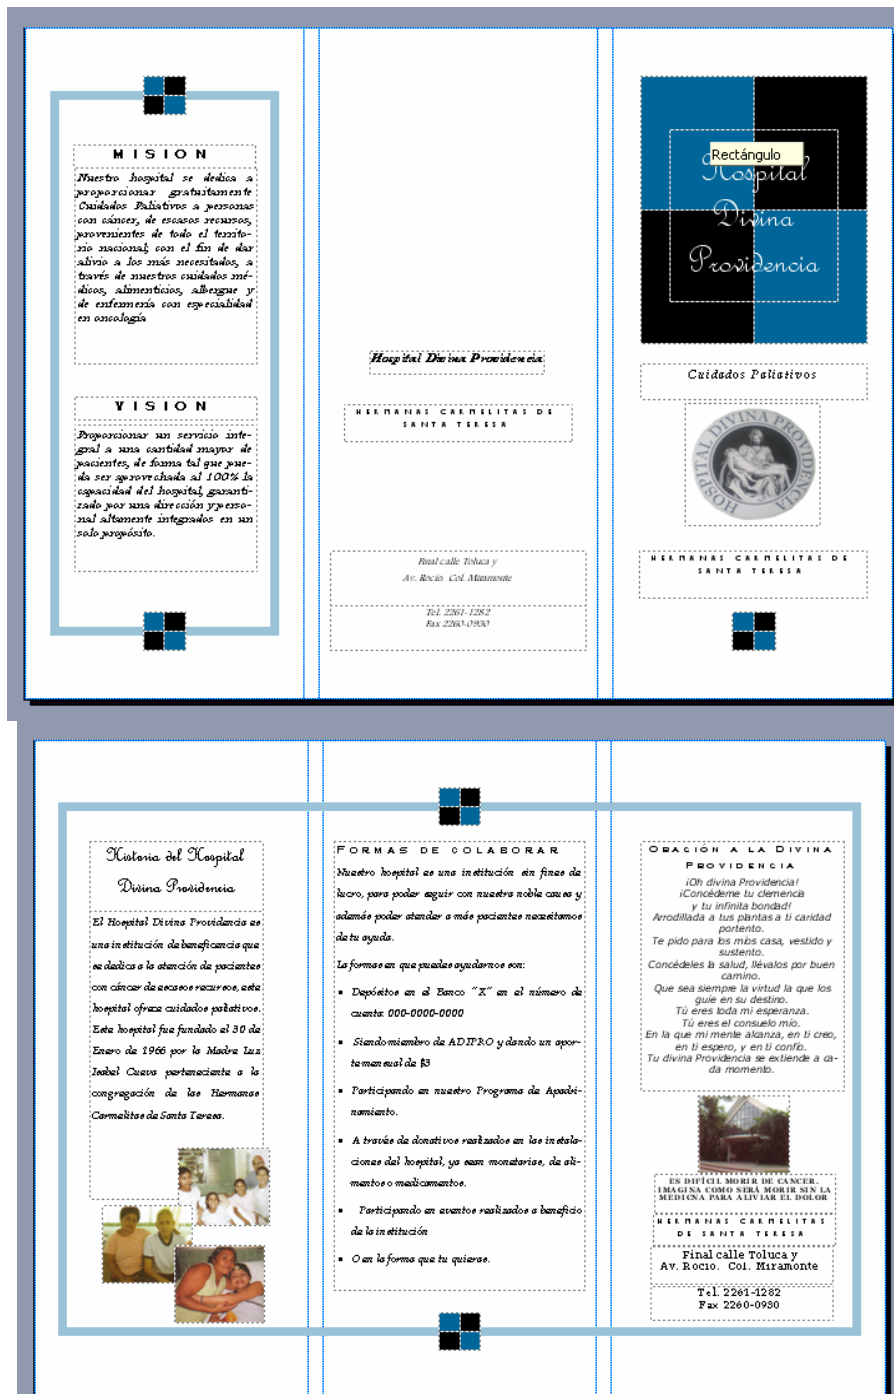 MISION
Nuestro hospital se dedica a
proporcionar gratuitamente
Cuidados Paliativos a personas
con cáncer, de escasos recursos,
provenientes de todo el territo-
rio nacional; con el fin de dar
alivio a los más necesitados, a
través de nuestros cuidados mé-
dicos, alimenticios, albergue y
de enfermería con especialidad
en oncología
VISION
Proporcionar un servicio inte-
gral a una cantidad mayor de
pacientes, de forma tal que pue-
da ser aprovechada al 100% la
capacidad del hospital, garanti-
zado por una dirección y perso-
nal altamente integrados en un
solo propósito.
Hospital Divina Providencia
HERMANAS CARMELITAS DE
SANTA TERESA
Final calle Toluca y
Av. Rocío. Col. Miramonte
Tel. 2261-1282
Fax 2260-0930
Rectángulo
Hospital
Divina
Providencia
Cuidados Paliativos
HOSPITAL DIVINA PROVIDENCIA
HERMANAS CARMELITAS DE
SANTA TERESA
Historia del Hospital
Divina Providencia
El Hospital Divina Providencia es
una institución de beneficencia que
se dedica a la atención de pacientes
con cáncer de escasos recursos, este
hospital ofrece cuidados paliativos.
Este hospital fue fundado el 30 de
Enero de 1966 por la Madre Luz
Isabel Cueva perteneciente a la
congregación de las Hermanas
Carmelitas de Santa Teresa.
FORMAS DE COLABORAR
Nuestro hospital es una institución sin fines de
lucro, para poder seguir con nuestra noble causa y
además poder atender a más pacientes necesitamos
de tu ayuda.
La formas en que puedes ayudarnos son:
• Depósitos en el Banco "X" en el número de
cuenta: 000-0000-0000
• Siendo miembro de ADIPRO y dando un apor-
te mensual de $3
• Participando en nuestro Programa de Apadri-
namiento.
• A través de donativos realizados en las instala-
ciones del hospital, ya sean monetarias, de ali-
mentos o medicamentos.
• Participando en eventos realizados a beneficio
de la institución
• O en la forma que tu quieras.
ORACIÓN A LA DIVINA
PROVIDENCIA
¡Oh divina Providencia!
¡Concédeme tu clemencia
y tu infinita bondad!
Arrodillada a tus plantas a ti caridad
portento.
Te pido para los míos casa, vestido y
sustento.
Concédeles la salud, llévalos por buen
camino.
Que sea siempre la virtud la que los
guíe en su destino.
Tú eres toda mi esperanza.
Tú eres el consuelo mío.
En la que mi mente alcanza, en ti creo,
en ti espero, y en ti confío.
Tu divina Providencia se extiende a ca-
da momento.
ES DIFÍCIL MORIR DE CANCER.
IMAGINA COMO SERÁ MORIR SIN LA
MEDICNA PARA ALIVIAR EL DOLOR
HERMANAS CARMELITAS
DE SANTA TERESA
Final calle Toluca y
Av. Rocío. Col. Miramonte
Tel. 2261-1282
Fax 2260-0930